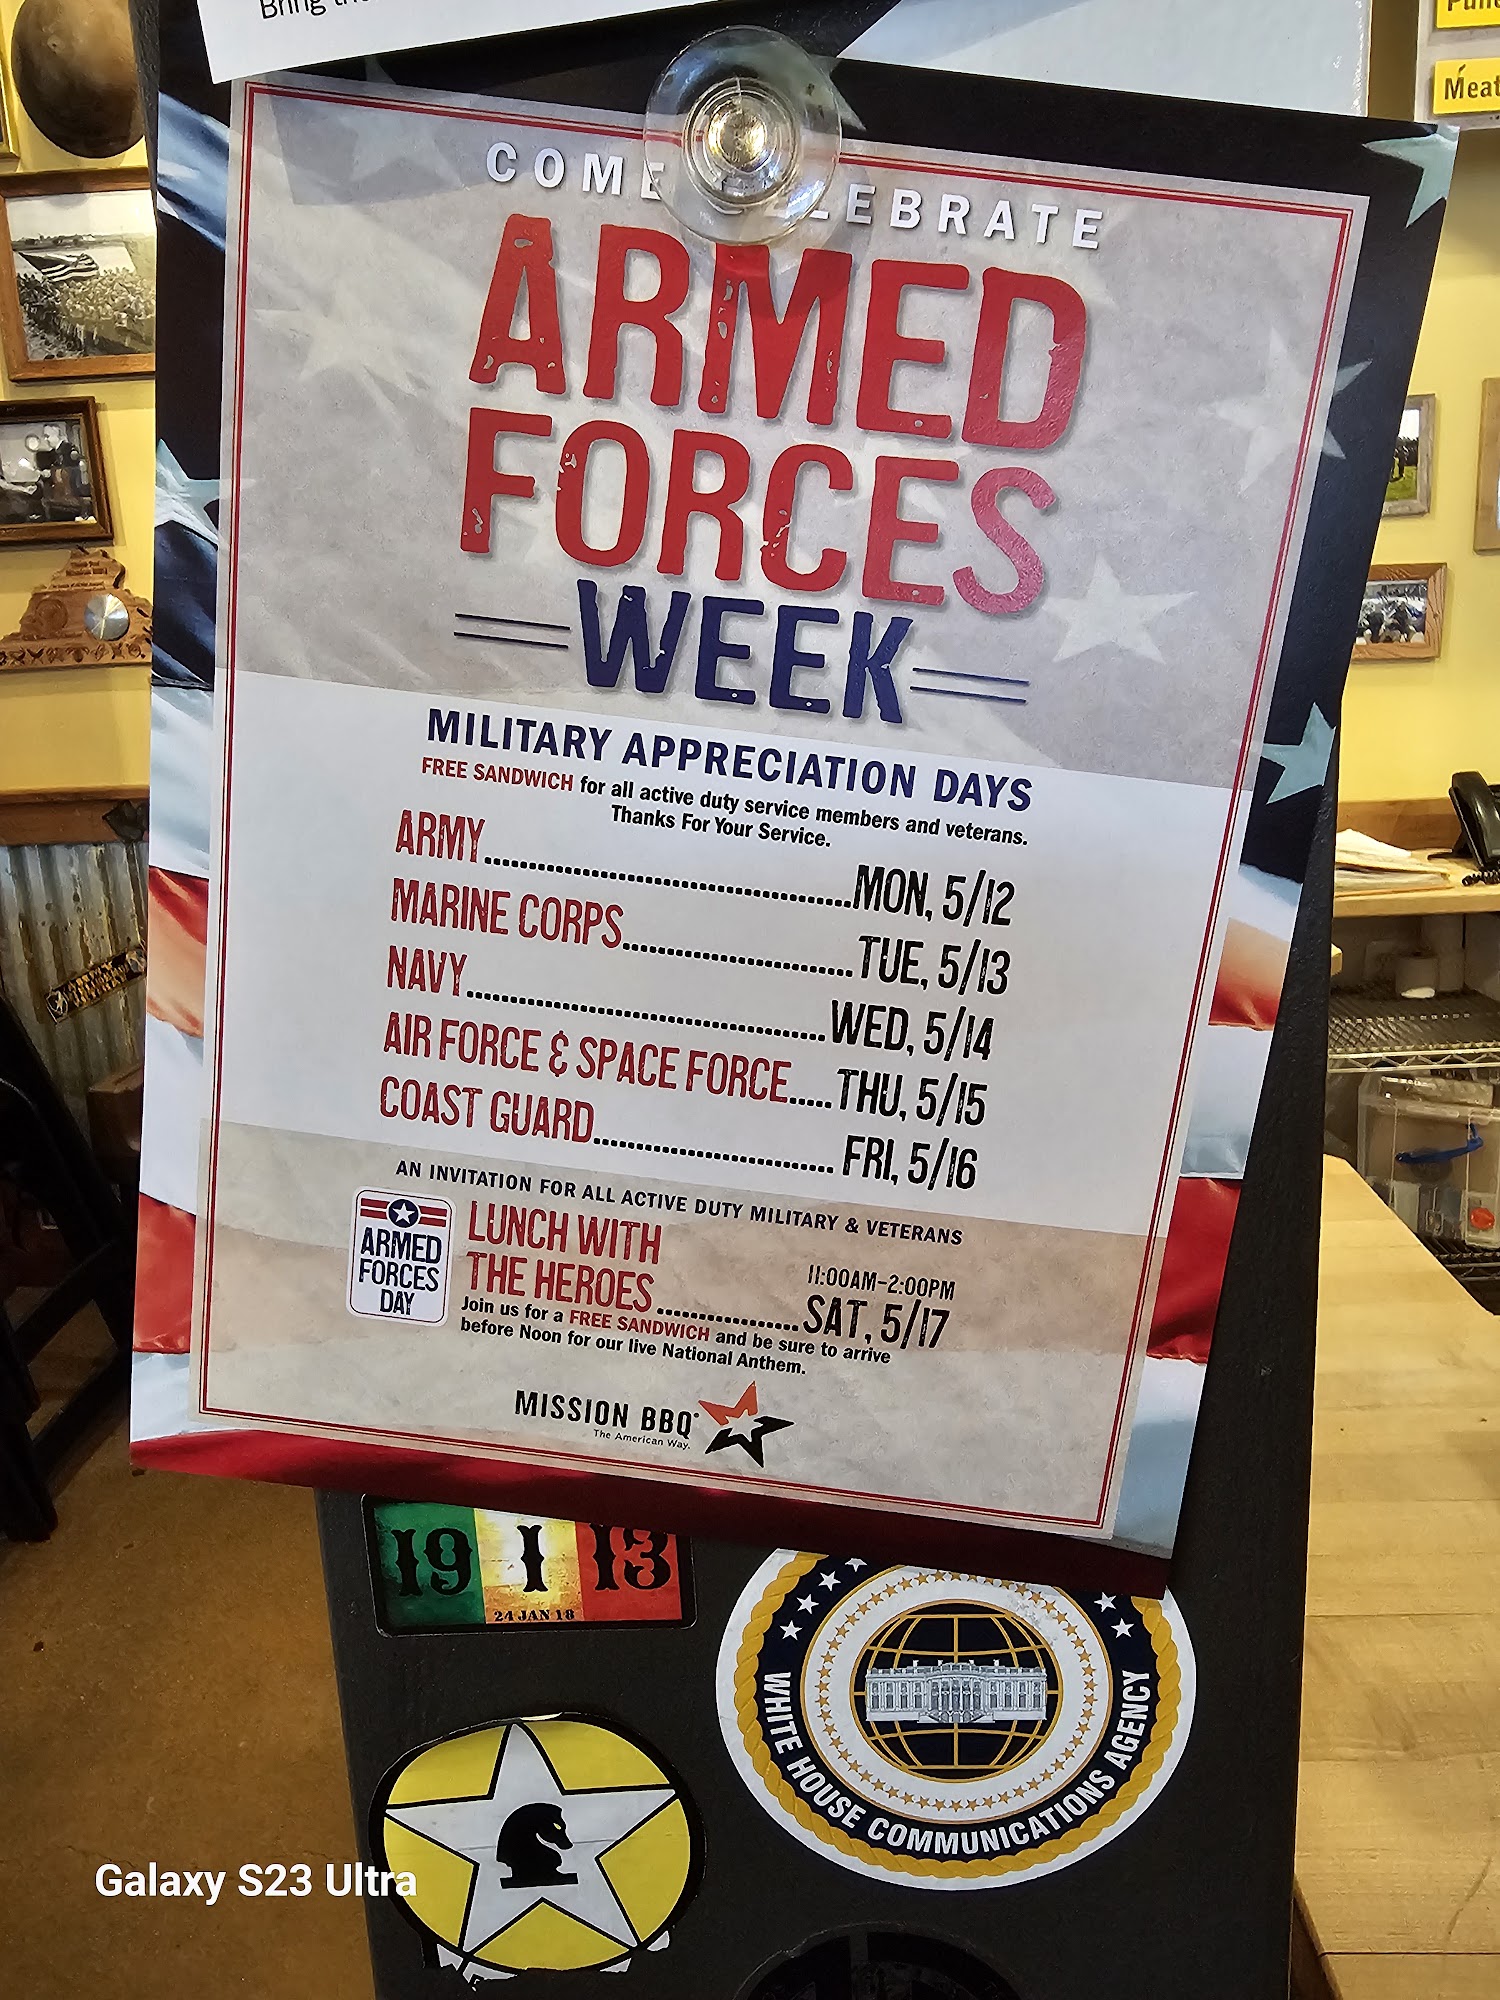 Bring
Meat
COME CELEBRATE
ARMED
FORCES
WEEK
MILITARY APPRECIATION DAYS
FREE SANDWICH for all active duty service members and veterans.
Thanks For Your Service.
ARMY..........MON, 5/12
MARINE CORPS..........TUE, 5/13
NAVY..........WED, 5/14
AIR FORCE & SPACE FORCE.....THU, 5/15
COAST GUARD..........FRI, 5/16
AN INVITATION FOR ALL ACTIVE DUTY MILITARY & VETERANS
ARMED
FORCES
DAY
LUNCH WITH
THE HEROES..........
11:00AM–2:00PM
SAT, 5/17
Join us for a FREE SANDWICH and be sure to arrive
before Noon for our live National Anthem.
MISSION BBQ®
The American Way.
19 I 13
24 JAN 18
WHITE HOUSE COMMUNICATIONS AGENCY
Galaxy S23 Ultra